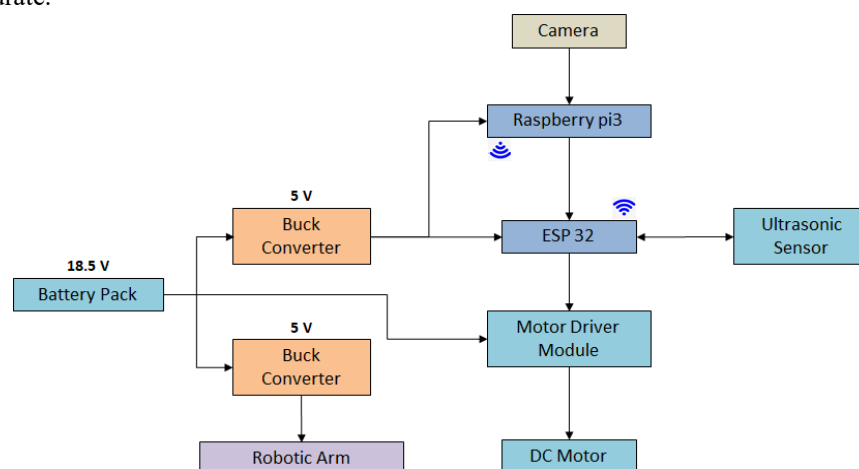 Camera
Raspberry pi3
5 V
Buck
Converter
ESP 32
Ultrasonic
Sensor
18.5 V
Battery Pack
Motor Driver
Module
5 V
Buck
Converter
Robotic Arm
DC Motor